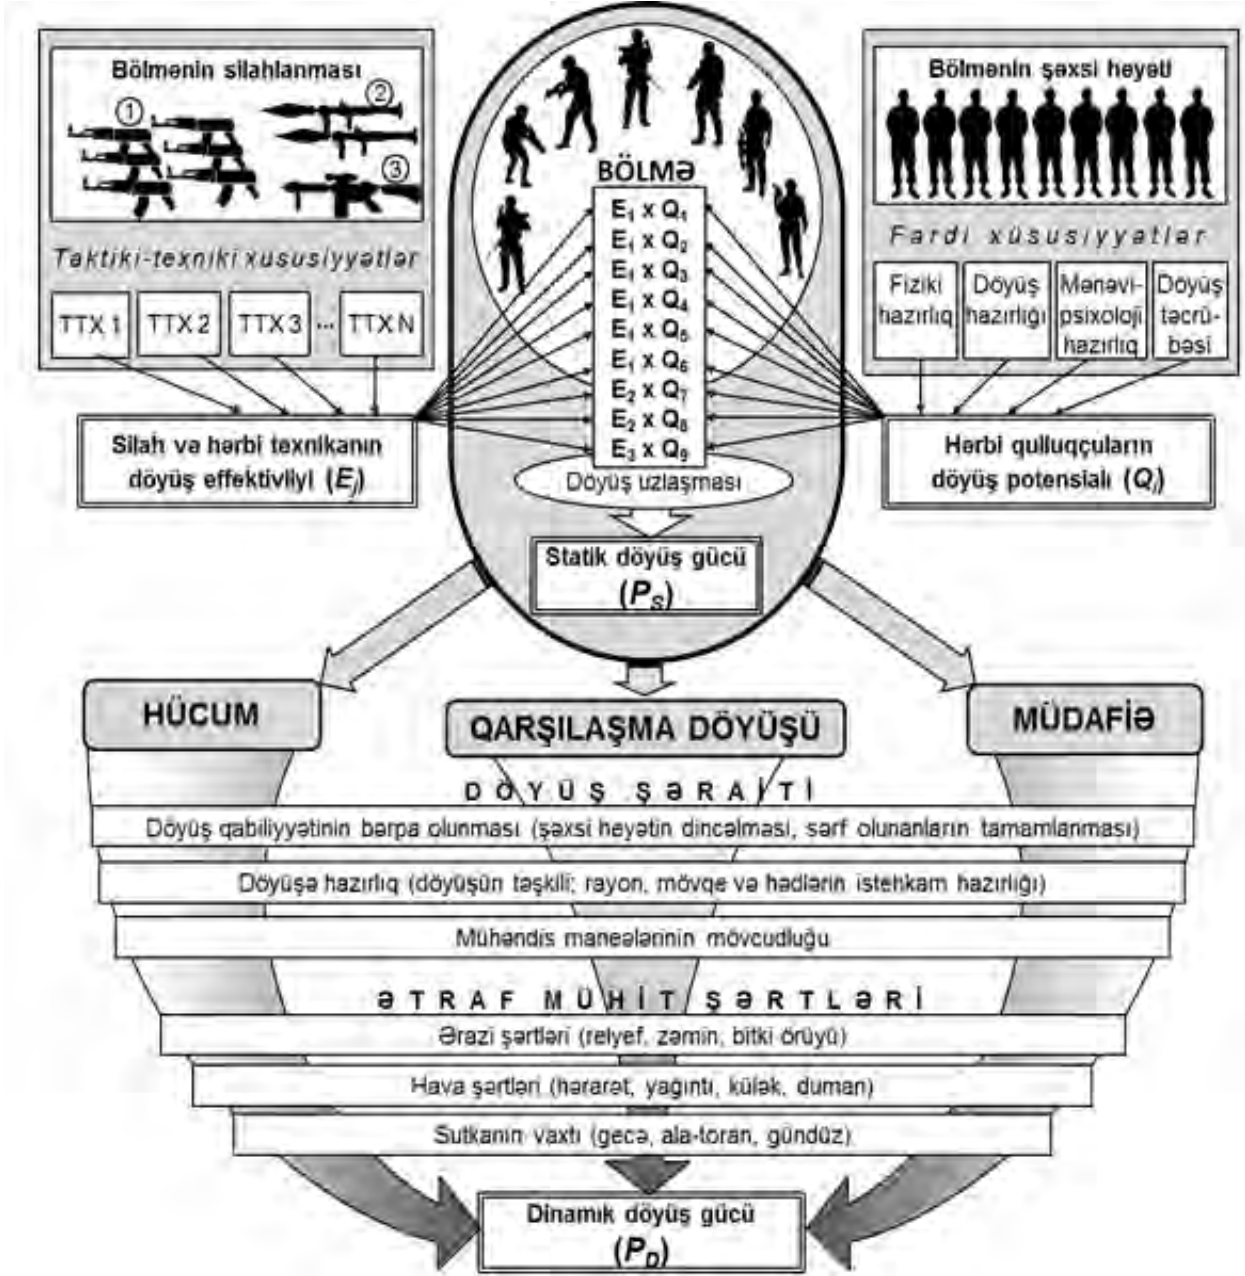 Bölmənin silahlanması
1
2
3
Taktiki-texniki xüsusiyyətlər
TTX 1
TTX 2
TTX 3
...
TTX N
Silah və hərbi texnikanın
döyüş effektivliyi (Ej)
BÖLMƏ
E1 x Q1
E1 x Q2
E1 x Q3
E1 x Q4
E1 x Q5
E1 x Q6
E2 x Q7
E2 x Q8
E3 x Q9
Döyüş uzlaşması
Statik döyüş gücü
(PS)
Bölmənin şəxsi heyəti
Fərdi xüsusiyyətlər
Fiziki
hazırlıq
Döyüş
hazırlığı
Mənəvi-
psixoloji
hazırlıq
Döyüş
təcrü-
bəsi
Hərbi qulluqçuların
döyüş potensialı (Qi)
HÜCUM
QARŞILAŞMA DÖYÜŞÜ
MÜDAFİƏ
DÖYÜŞ ŞƏRAİTİ
Döyüş qabiliyyətinin bərpa olunması (şəxsi heyətin dincəlməsi, sərf olunanların tamamlanması)
Döyüşə hazırlıq (döyüşün təşkili; rayon, mövqe və hədlərin istehkam hazırlığı)
Mühəndis maneələrinin mövcudluğu
ƏTRAF MÜHİT ŞƏRTLƏRİ
Ərazi şərtləri (relyef, zəmin, bitki örüyü)
Hava şərtləri (hərarət, yağıntı, külək, duman)
Sutkanın vaxtı (gecə, ala-toran, gündüz)
Dinamik döyüş gücü
(PD)